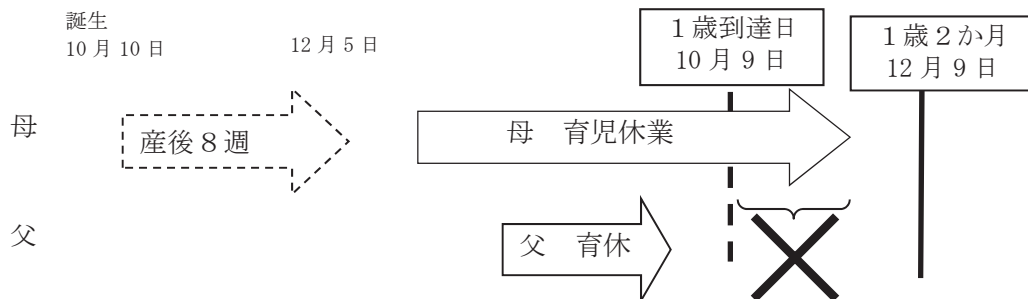 誕生
10月10日
12月5日
1歳到達日
10月9日
1歳2か月
12月9日
母
産後8週
母 育児休業
父
父 育休